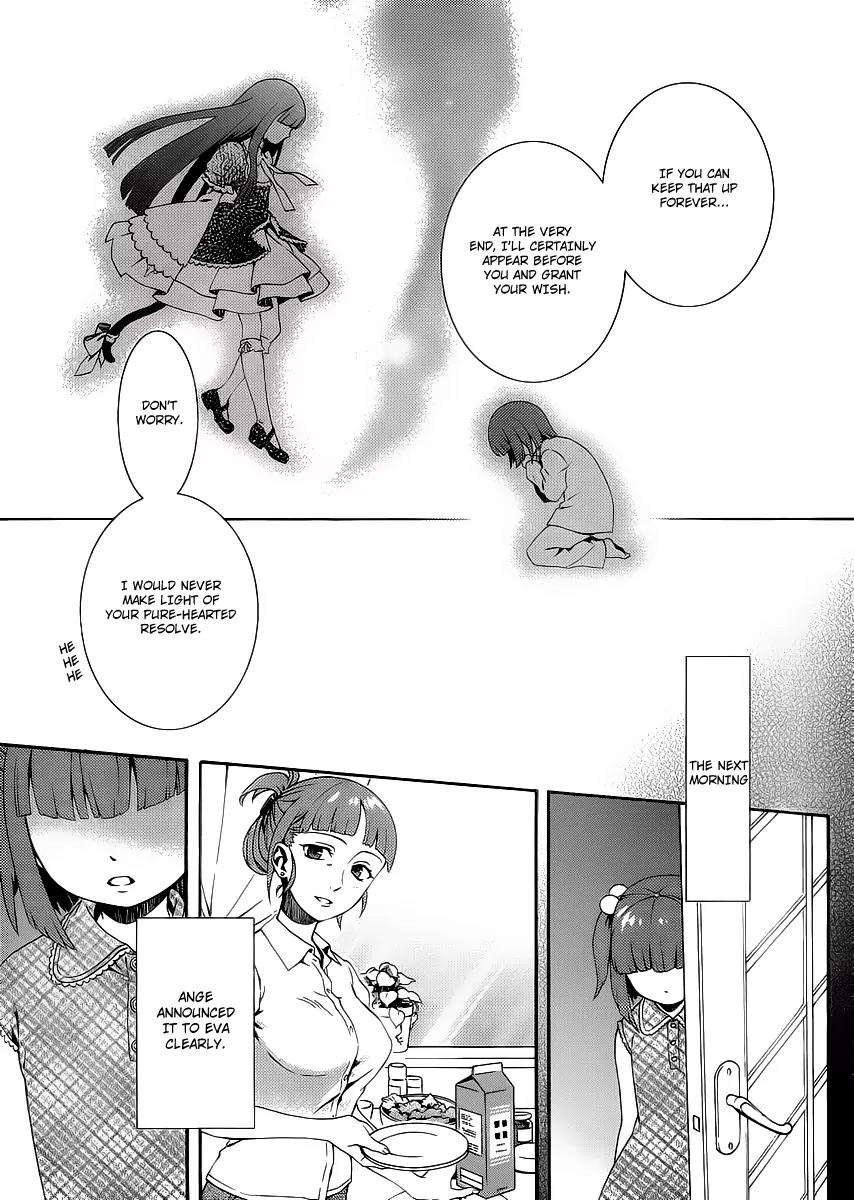 IF YOU CAN
KEEP THAT UP
FOREVER...
AT THE VERY
END, I'LL CERTAINLY
APPEAR BEFORE
YOU AND GRANT
YOUR WISH.
DON'T
WORRY.
I WOULD NEVER
MAKE LIGHT OF
YOUR PURE-HEARTED
RESOLVE.
HE
HE
HE
THE NEXT
MORNING
ANGE
ANNOUNCED
IT TO EVA
CLEARLY.